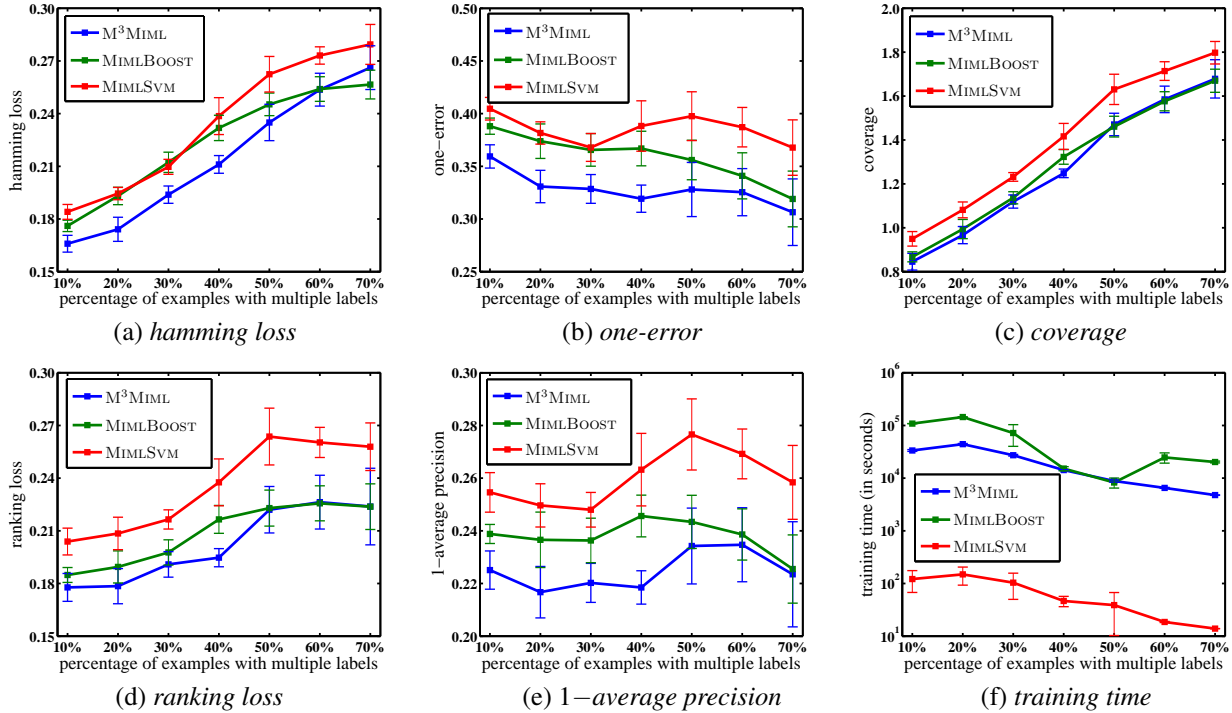 0.30
0.27
0.24
0.21
0.18
0.15
hamming loss
M³MIML
MIMLBOOST
MIMLSVM
10% 20% 30% 40% 50% 60% 70%
percentage of examples with multiple labels
(a) hamming loss
0.50
0.45
0.40
0.35
0.30
0.25
one−error
M³MIML
MIMLBOOST
MIMLSVM
10% 20% 30% 40% 50% 60% 70%
percentage of examples with multiple labels
(b) one-error
2.0
1.8
1.6
1.4
1.2
1.0
0.8
coverage
M³MIML
MIMLBOOST
MIMLSVM
10% 20% 30% 40% 50% 60% 70%
percentage of examples with multiple labels
(c) coverage
0.30
0.27
0.24
0.21
0.18
0.15
ranking loss
M³MIML
MIMLBOOST
MIMLSVM
10% 20% 30% 40% 50% 60% 70%
percentage of examples with multiple labels
(d) ranking loss
0.30
0.28
0.26
0.24
0.22
0.20
1−average precision
M³MIML
MIMLBOOST
MIMLSVM
10% 20% 30% 40% 50% 60% 70%
percentage of examples with multiple labels
(e) 1−average precision
10⁶
10⁵
10⁴
10³
10²
10¹
training time (in seconds)
M³MIML
MIMLBOOST
MIMLSVM
10% 20% 30% 40% 50% 60% 70%
percentage of examples with multiple labels
(f) training time